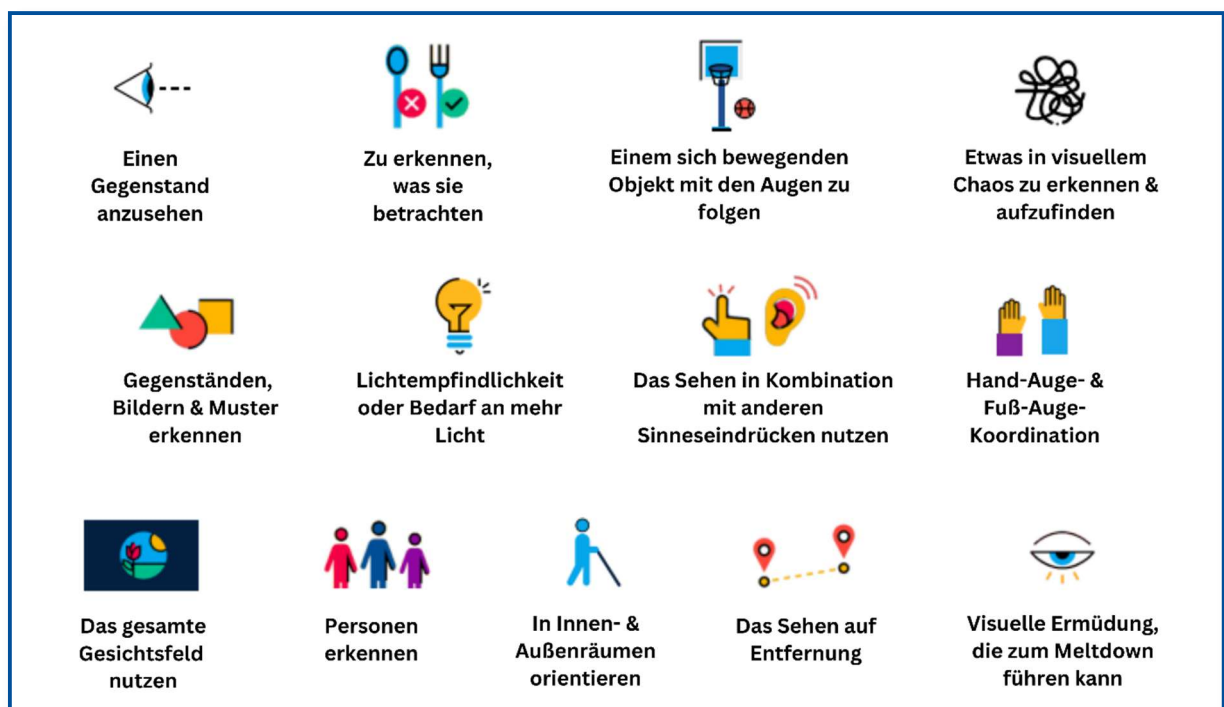 Einen
Gegenstand
anzusehen
Zu erkennen,
was sie
betrachten
Einem sich bewegenden
Objekt mit den Augen zu
folgen
Etwas in visuellem
Chaos zu erkennen &
aufzufinden
Gegenständen,
Bildern & Muster
erkennen
Lichtempfindlichkeit
oder Bedarf an mehr
Licht
Das Sehen in Kombination
mit anderen
Sinneseindrücken nutzen
Hand-Auge- &
Fuß-Auge-
Koordination
Das gesamte
Gesichtsfeld
nutzen
Personen
erkennen
In Innen- &
Außenräumen
orientieren
Das Sehen auf
Entfernung
Visuelle Ermüdung,
die zum Meltdown
führen kann